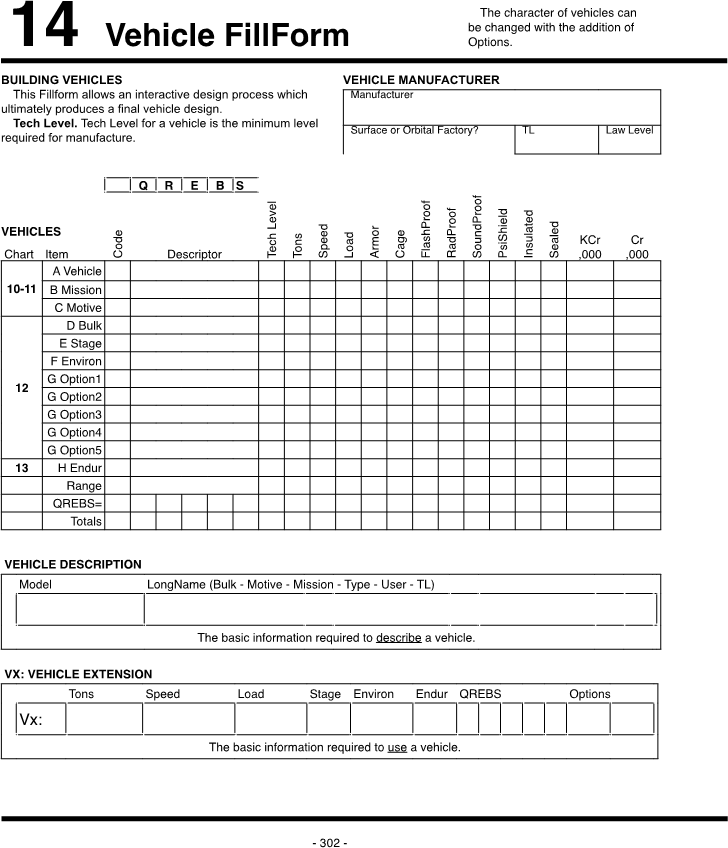 14 Vehicle FillForm
The character of vehicles can
be changed with the addition of
Options.
BUILDING VEHICLES
This Fillform allows an interactive design process which
ultimately produces a final vehicle design.
Tech Level. Tech Level for a vehicle is the minimum level
required for manufacture.
VEHICLE MANUFACTURER
Manufacturer
Surface or Orbital Factory? TL Law Level
Q R E B S
VEHICLES
Chart Item Code Descriptor Tech Level Tons Speed Load Armor Cage FlashProof RadProof SoundProof PsiShield Insulated Sealed KCr ,000 Cr ,000
A Vehicle
10-11 B Mission
C Motive
D Bulk
E Stage
F Environ
G Option1
12 G Option2
G Option3
G Option4
G Option5
13 H Endur
Range
QREBS=
Totals
VEHICLE DESCRIPTION
Model LongName (Bulk - Motive - Mission - Type - User - TL)
The basic information required to describe a vehicle.
VX: VEHICLE EXTENSION
Tons Speed Load Stage Environ Endur QREBS Options
Vx:
The basic information required to use a vehicle.
- 302 -